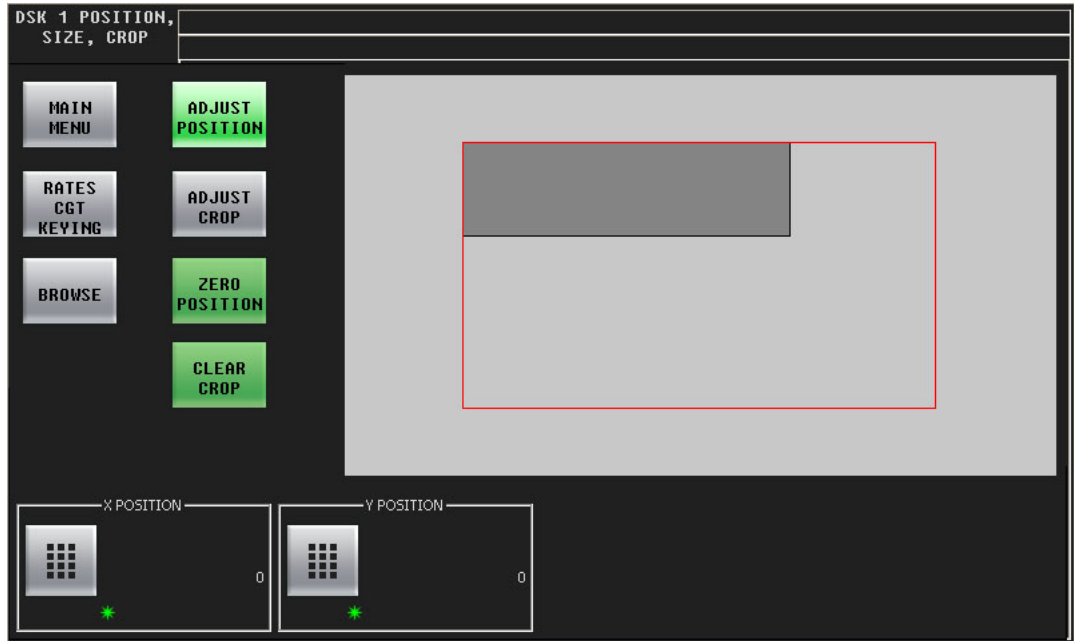 DSK 1 POSITION,
SIZE, CROP
MAIN
MENU
ADJUST
POSITION
RATES
CGT
KEYING
ADJUST
CROP
BROWSE
ZERO
POSITION
CLEAR
CROP
X POSITION
0
Y POSITION
0